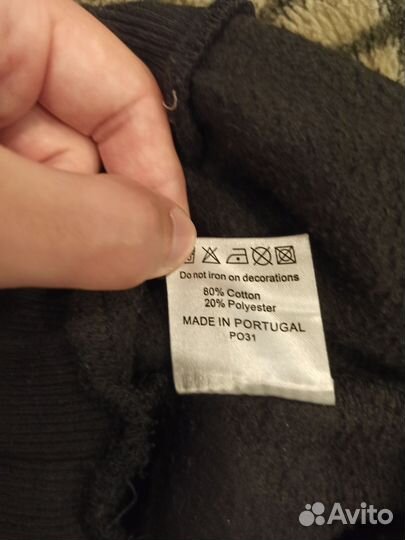 Do not iron on decorations
80% Cotton
20% Polyester
MADE IN PORTUGAL
PO31
Avito